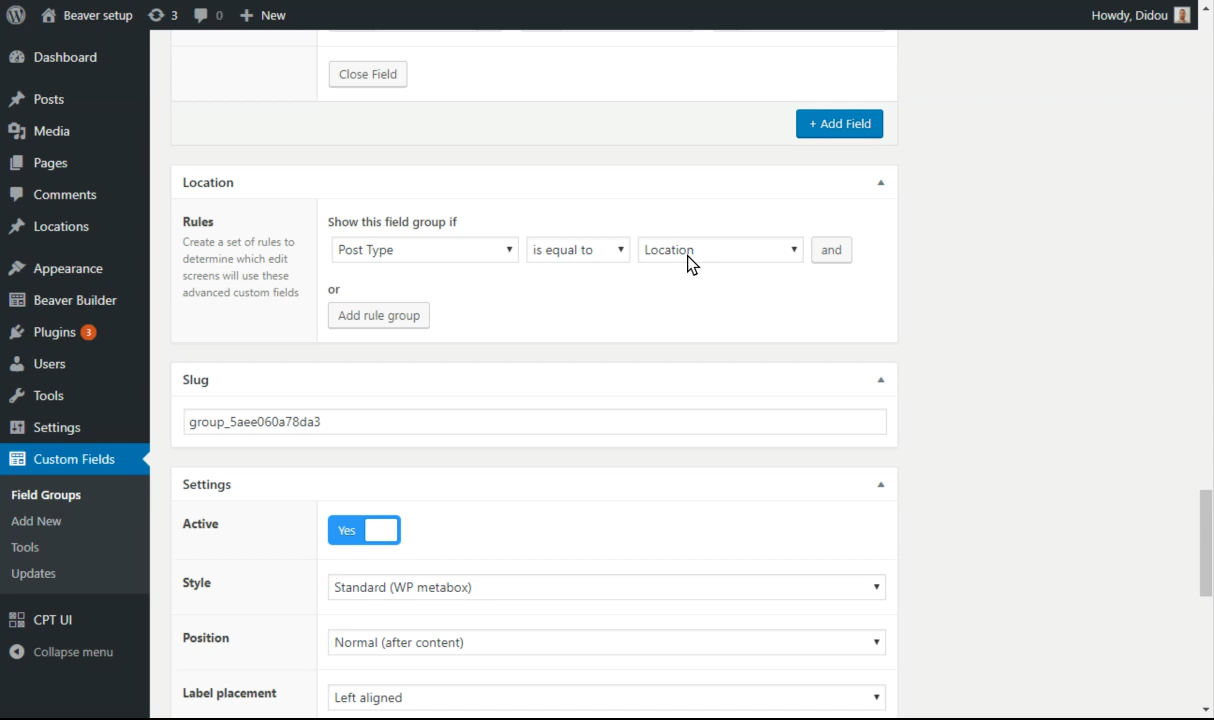 Beaver setup 3 0 New Howdy, Didou
Dashboard
Posts
Media
Pages
Comments
Locations
Appearance
Beaver Builder
Plugins 3
Users
Tools
Settings
Custom Fields
Field Groups
Add New
Tools
Updates
CPT UI
Collapse menu
Close Field
+ Add Field
Location
Rules
Create a set of rules to
determine which edit
screens will use these
advanced custom fields
Show this field group if
Post Type is equal to Location and
or
Add rule group
Slug
group_5aee060a78da3
Settings
Active Yes
Style Standard (WP metabox)
Position Normal (after content)
Label placement Left aligned